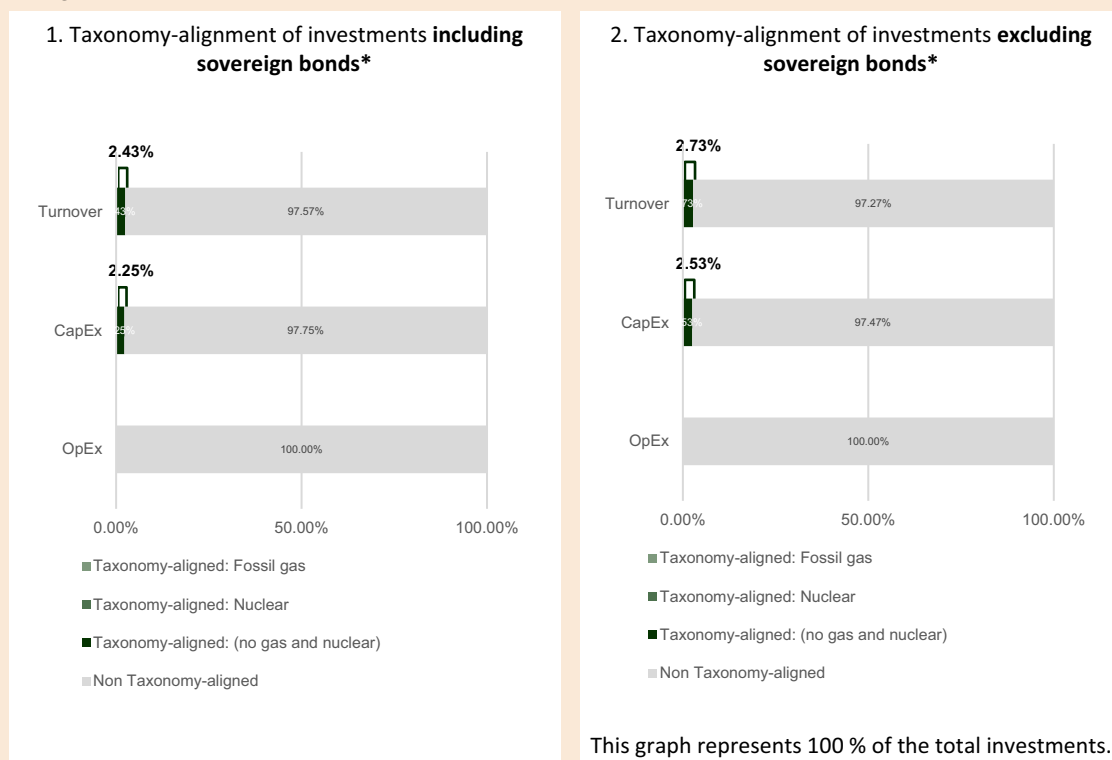 1. Taxonomy-alignment of investments including
sovereign bonds*
2.43%
Turnover
43%
97.57%
2.25%
CapEx
25%
97.75%
OpEx
100.00%
0.00%
50.00%
100.00%
Taxonomy-aligned: Fossil gas
Taxonomy-aligned: Nuclear
Taxonomy-aligned: (no gas and nuclear)
Non Taxonomy-aligned
2. Taxonomy-alignment of investments excluding
sovereign bonds*
2.73%
Turnover
73%
97.27%
2.53%
CapEx
53%
97.47%
OpEx
100.00%
0.00%
50.00%
100.00%
Taxonomy-aligned: Fossil gas
Taxonomy-aligned: Nuclear
Taxonomy-aligned: (no gas and nuclear)
Non Taxonomy-aligned
This graph represents 100 % of the total investments.